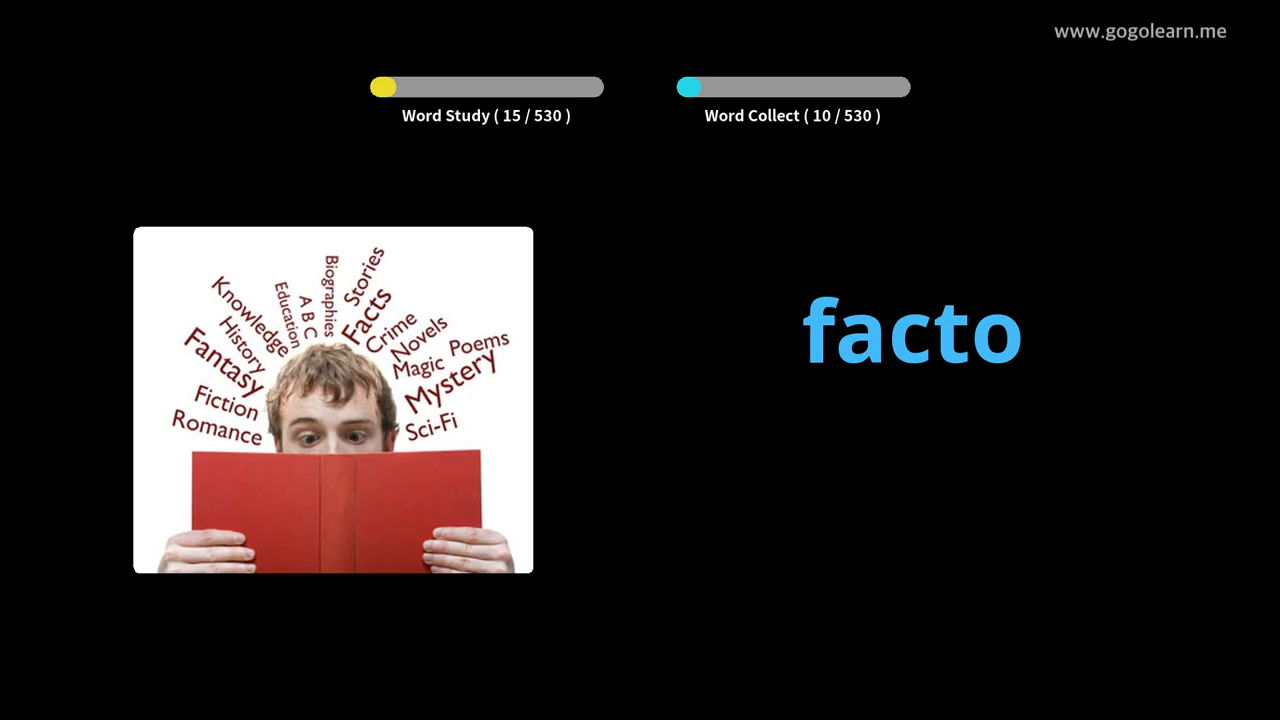 www.gogolearn.me
Word Study ( 15 / 530 )
Word Collect ( 10 / 530 )
facto
Romance
Fiction
Fantasy
History
Knowledge
Education
A B C
Biographies
Stories
Facts
Crime
Novels
Magic
Poems
Mystery
Sci-Fi